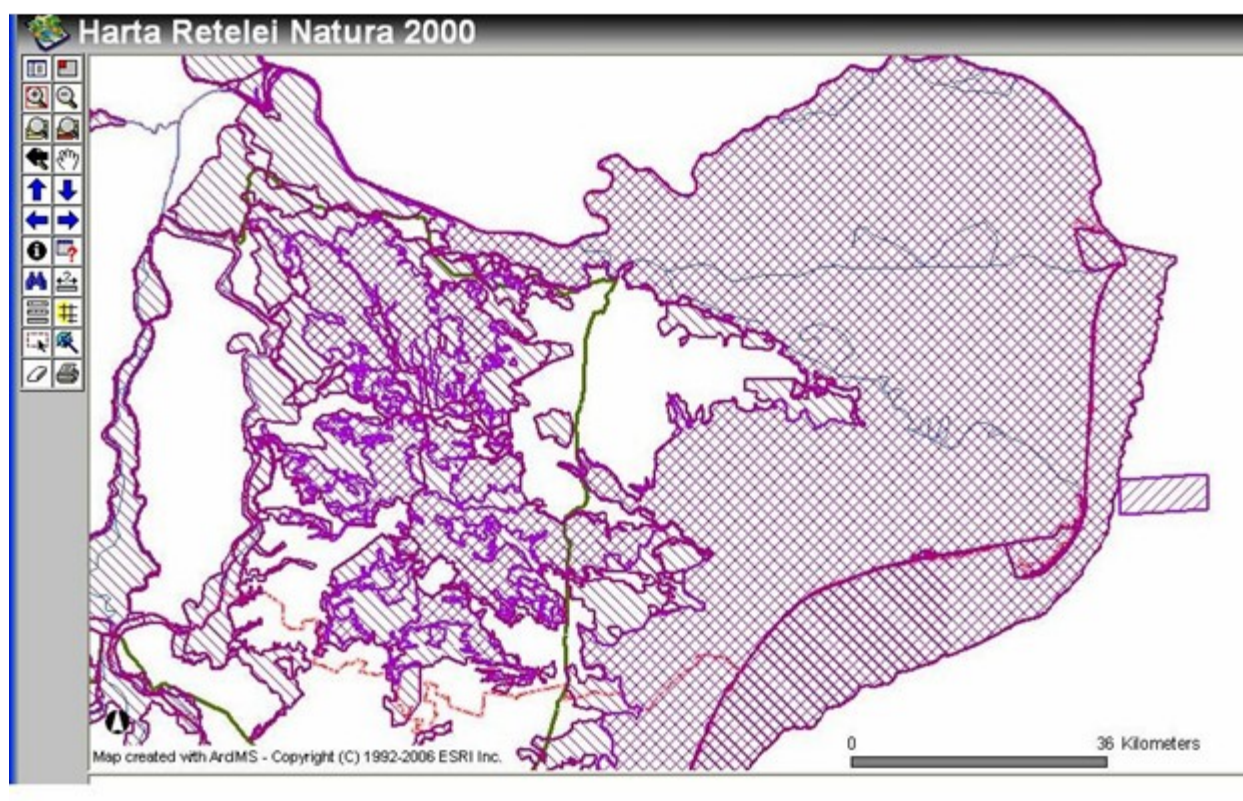 Harta Retelei Natura 2000
0 36 Kilometers
Map created with ArcIMS - Copyright (C) 1992-2006 ESRI Inc.